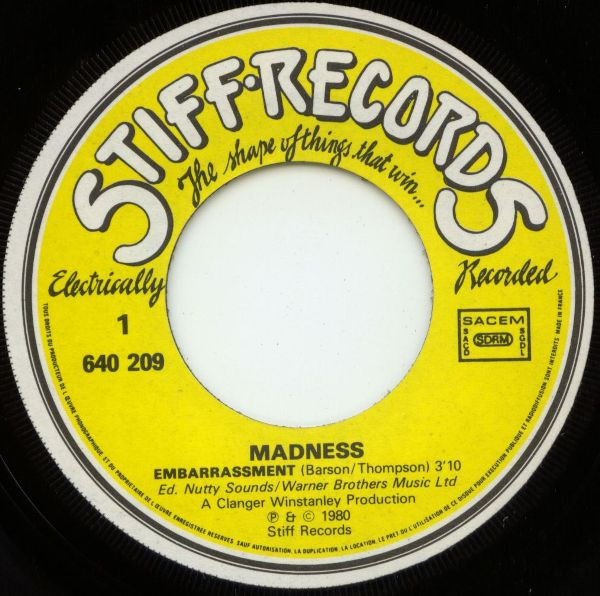 STIFF·RECORDS
The shape of things that win...
Electrically
Recorded
1
640 209
SACEM
SACD
SDRM
SGDL
MADNESS
EMBARRASSMENT (Barson/Thompson) 3'10
Ed. Nutty Sounds/Warner Brothers Music Ltd
A Clanger Winstanley Production
℗ & © 1980
Stiff Records
TOUS DROITS DU PRODUCTEUR DE L'ŒUVRE PHONOGRAPHIQUE ET DU PROPRIETAIRE DE L'ŒUVRE ENREGISTREE RESERVES SAUF AUTORISATION, LA DUPLICATION, LA LOCATION, LE PRET OU L'UTILISATION DE CE DISQUE POUR EXECUTION PUBLIQUE ET RADIODIFFUSION SONT INTERDITS MADE IN FRANCE